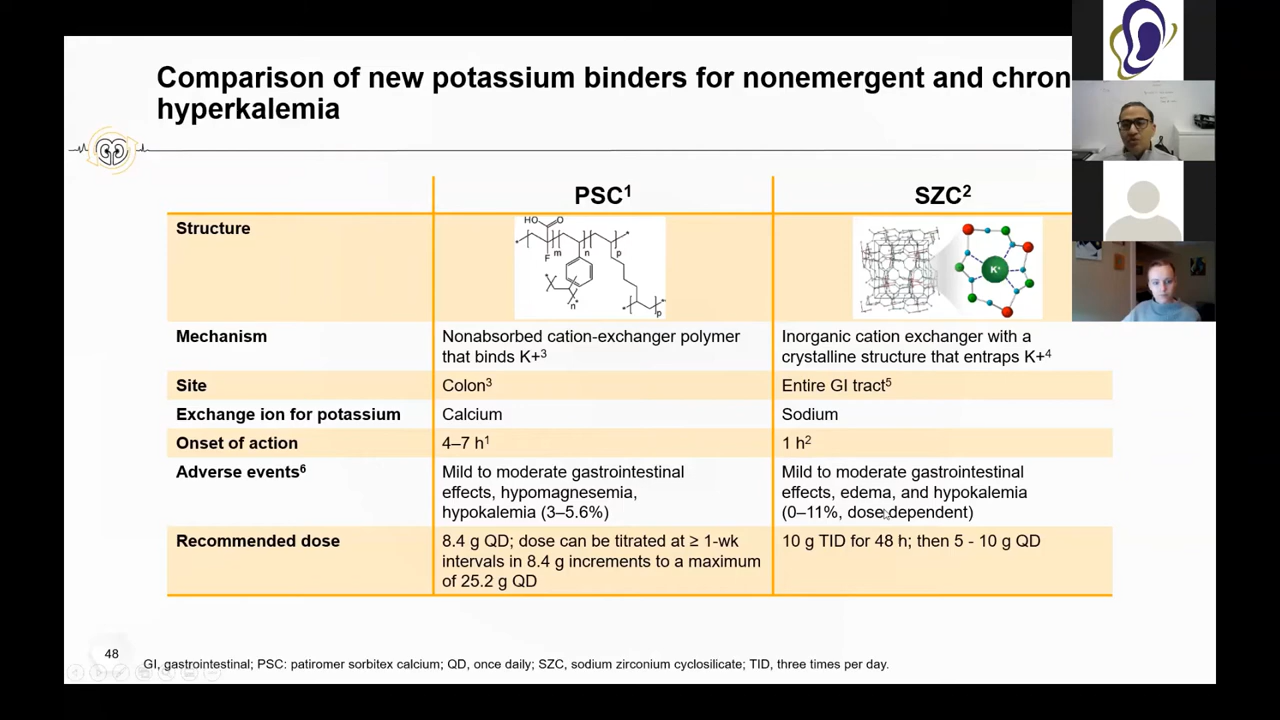 Comparison of new potassium binders for nonemergent and chron
hyperkalemia
PSC1
SZC2
Structure
HO
O
F
m
n
p
n
p
K+
Mechanism
Nonabsorbed cation-exchanger polymer
that binds K+3
Inorganic cation exchanger with a
crystalline structure that entraps K+4
Site
Colon3
Entire GI tract5
Exchange ion for potassium
Calcium
Sodium
Onset of action
4–7 h1
1 h2
Adverse events6
Mild to moderate gastrointestinal
effects, hypomagnesemia,
hypokalemia (3–5.6%)
Mild to moderate gastrointestinal
effects, edema, and hypokalemia
(0–11%, dose dependent)
Recommended dose
8.4 g QD; dose can be titrated at ≥ 1-wk
intervals in 8.4 g increments to a maximum
of 25.2 g QD
10 g TID for 48 h; then 5 - 10 g QD
48
GI, gastrointestinal; PSC: patiromer sorbitex calcium; QD, once daily; SZC, sodium zirconium cyclosilicate; TID, three times per day.